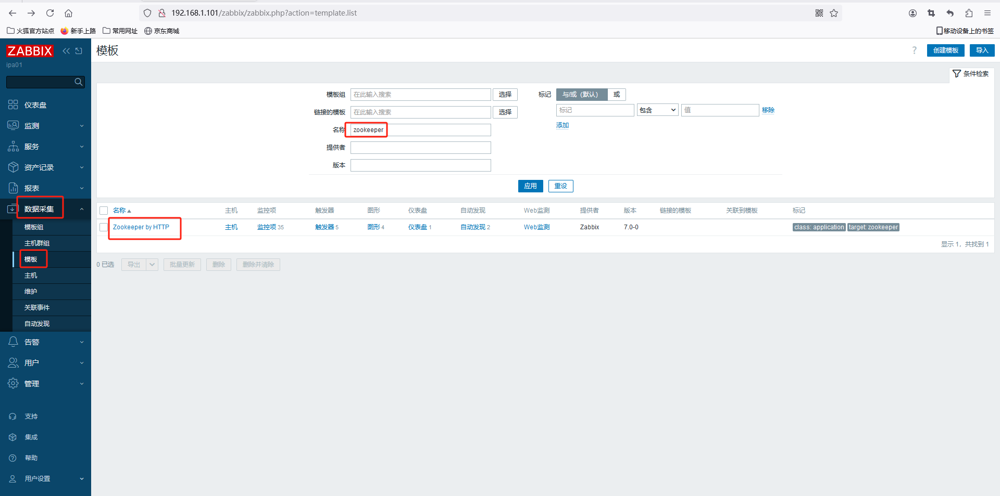 192.168.1.101/zabbix/zabbix.php?action=template.list
火狐官方站点 新手上路 常用网址 京东商城 移动设备上的书签
ZABBIX
ipa01
仪表盘
监测
服务
资产记录
报表
数据采集
模板组
主机群组
模板
主机
维护
关联事件
自动发现
告警
用户
管理
支持
集成
帮助
用户设置
模板
? 创建模板 导入
条件检索
模板组 在此输入搜索 选择 标记 与/或（默认） 或
链接的模板 在此输入搜索 选择 标记 包含 值 移除
名称 zookeeper 添加
提供者
版本
应用 重设
名称 主机 监控项 触发器 图形 仪表盘 自动发现 Web监测 提供者 版本 链接的模板 关联到模板 标记
Zookeeper by HTTP 主机 监控项 35 触发器 5 图形 4 仪表盘 1 自动发现 2 Web监测 Zabbix 7.0-0 class: application target: zookeeper
显示 1，共找到 1
0 已选 导出 批量更新 删除 删除并清除